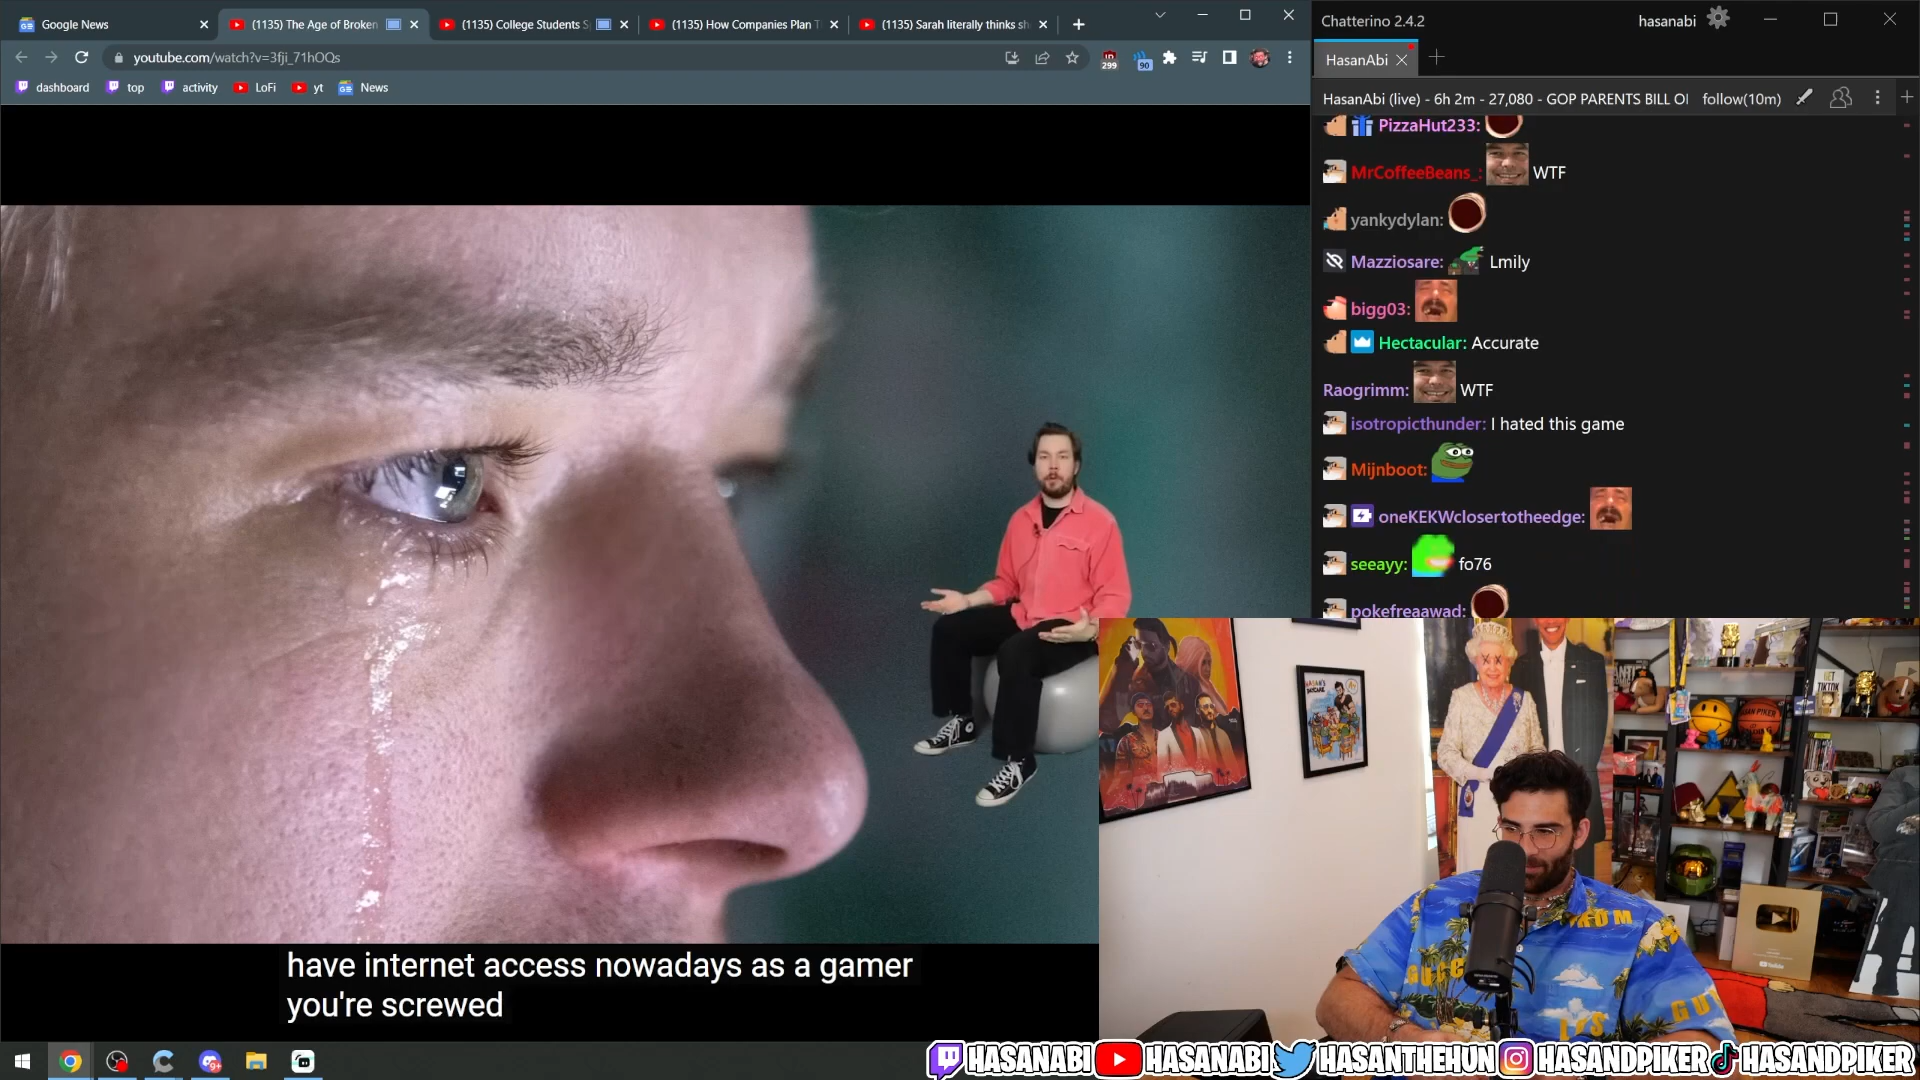 Google News
(1135) The Age of Broken
(1135) College Students S
(1135) How Companies Plan T
(1135) Sarah literally thinks sh
youtube.com/watch?v=3fji_71hOQs
299
90
dashboard
top
activity
LoFi
yt
News
Chatterino 2.4.2
hasanabi
HasanAbi
HasanAbi (live) - 6h 2m - 27,080 - GOP PARENTS BILL OI
follow(10m)
PizzaHut233:
MrCoffeeBeans_: WTF
yankydylan:
Mazziosare: Lmily
bigg03:
Hectacular: Accurate
Raogrimm: WTF
isotropicthunder: I hated this game
Mijnboot:
oneKEKWclosertotheedge:
seeayy: fo76
pokefreaawad:
have internet access nowadays as a gamer
you're screwed
HASANABI HASANABI HASANTHEHUN HASANDPIKER HASANDPIKER